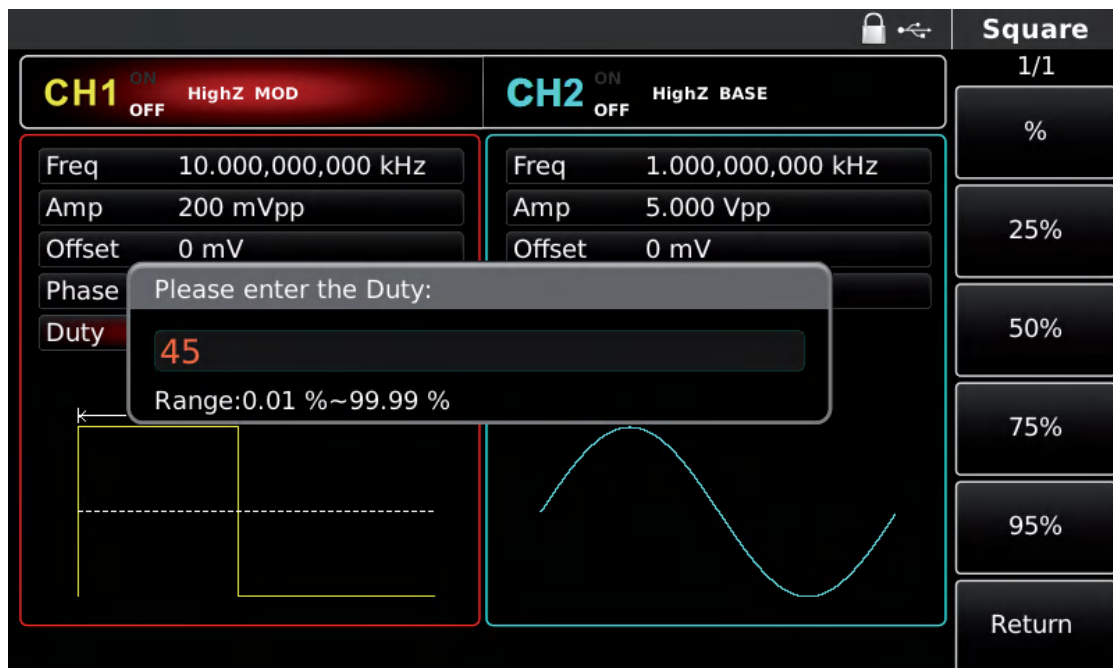 Square
1/1
CH1 ON OFF HighZ MOD
CH2 ON OFF HighZ BASE
Freq 10.000,000,000 kHz
Amp 200 mVpp
Offset 0 mV
Phase
Duty
Freq 1.000,000,000 kHz
Amp 5.000 Vpp
Offset 0 mV
Please enter the Duty:
45
Range:0.01 %~99.99 %
%
25%
50%
75%
95%
Return